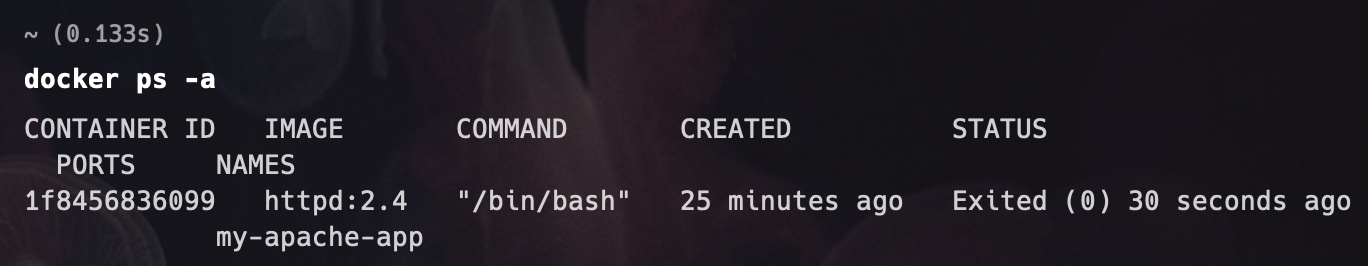 ~ (0.133s)
docker ps -a
CONTAINER ID   IMAGE       COMMAND       CREATED          STATUS
  PORTS     NAMES
1f8456836099   httpd:2.4   "/bin/bash"   25 minutes ago   Exited (0) 30 seconds ago
            my-apache-app